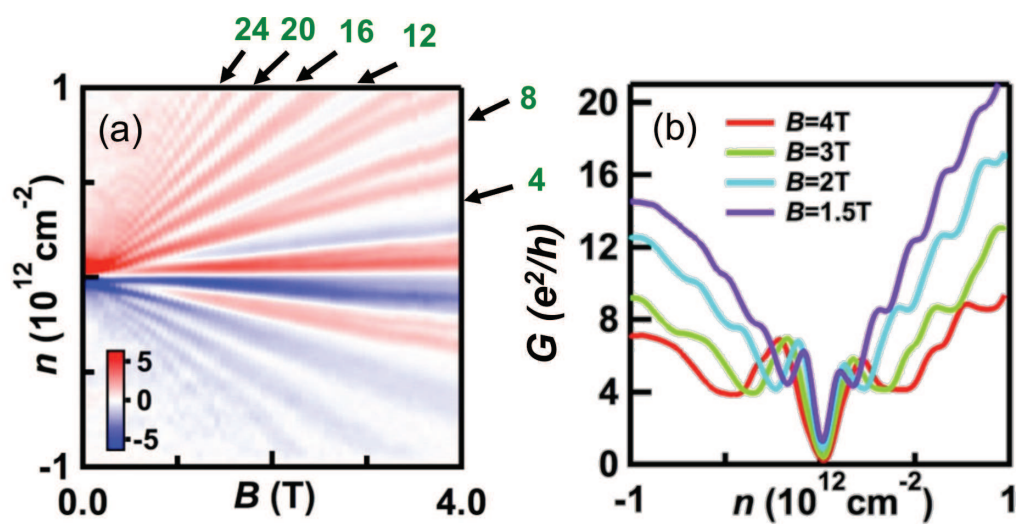 24 20 16 12
8
4
(a)
1
-1
n (10¹² cm⁻²)
5
0
-5
0.0
B (T)
4.0
(b)
20
16
12
8
4
0
G (e²/h)
B=4T
B=3T
B=2T
B=1.5T
-1
n (10¹² cm⁻²)
1